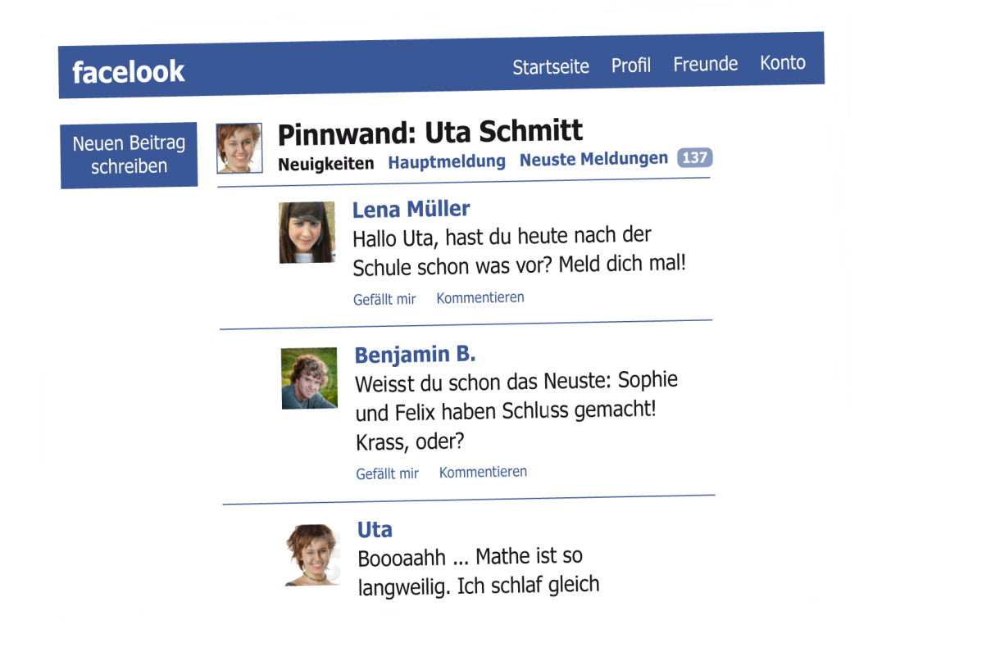 facelook
Startseite Profil Freunde Konto
Neuen Beitrag
schreiben
Pinnwand: Uta Schmitt
Neuigkeiten Hauptmeldung Neuste Meldungen 137
Lena Müller
Hallo Uta, hast du heute nach der
Schule schon was vor? Meld dich mal!
Gefällt mir Kommentieren
Benjamin B.
Weisst du schon das Neuste: Sophie
und Felix haben Schluss gemacht!
Krass, oder?
Gefällt mir Kommentieren
Uta
Boooaahh ... Mathe ist so
langweilig. Ich schlaf gleich